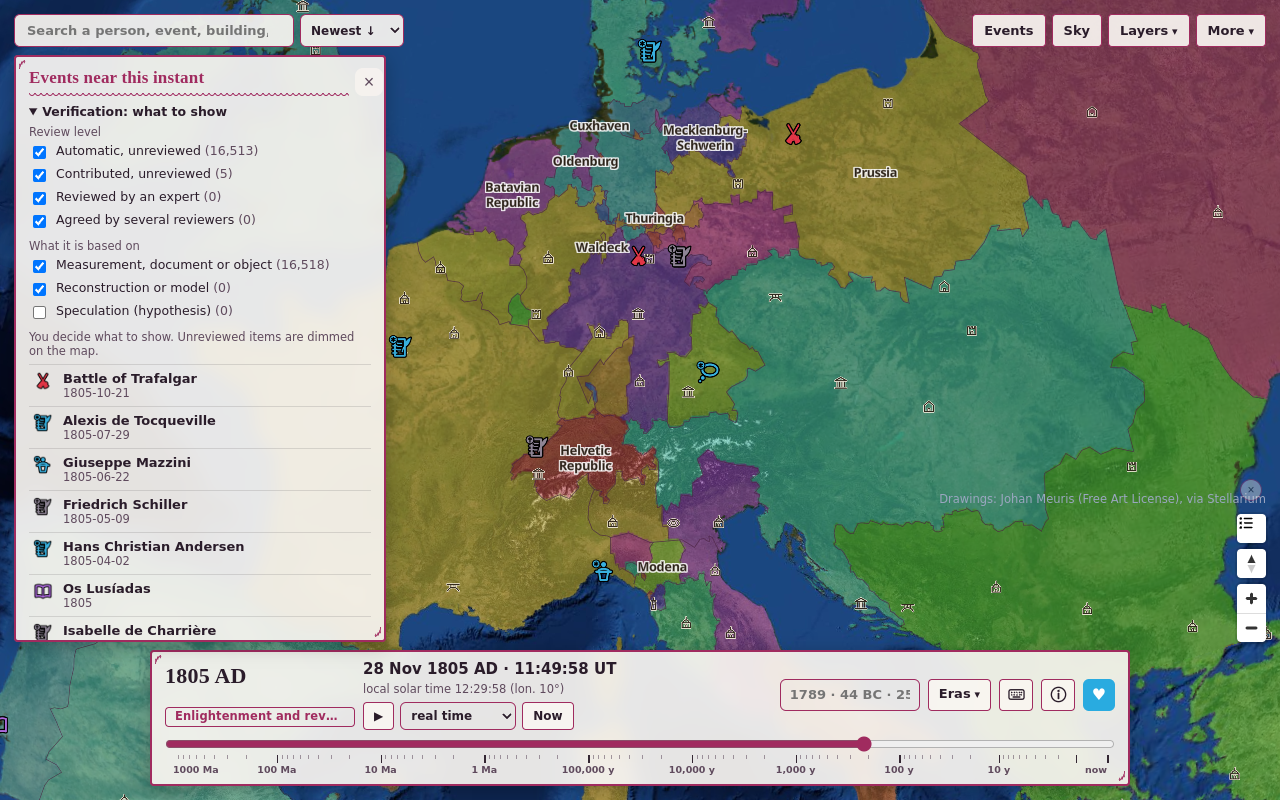 Search a person, event, building,
Newest ↓
Events
Sky
Layers ▾
More ▾
Events near this instant
×
▼ Verification: what to show
Review level
Automatic, unreviewed (16,513)
Contributed, unreviewed (5)
Reviewed by an expert (0)
Agreed by several reviewers (0)
What it is based on
Measurement, document or object (16,518)
Reconstruction or model (0)
Speculation (hypothesis) (0)
You decide what to show. Unreviewed items are dimmed
on the map.
Battle of Trafalgar
1805-10-21
Alexis de Tocqueville
1805-07-29
Giuseppe Mazzini
1805-06-22
Friedrich Schiller
1805-05-09
Hans Christian Andersen
1805-04-02
Os Lusíadas
1805
Isabelle de Charrière
Cuxhaven
Mecklenburg-
Schwerin
Oldenburg
Prussia
Batavian
Republic
Thuringia
Waldeck
Helvetic
Republic
Modena
Drawings: Johan Meuris (Free Art License), via Stellarium
×
+
−
1805 AD
28 Nov 1805 AD · 11:49:58 UT
local solar time 12:29:58 (lon. 10°)
Enlightenment and rev…
▶
real time
Now
1789 · 44 BC · 25
Eras ▾
1000 Ma
100 Ma
10 Ma
1 Ma
100,000 y
10,000 y
1,000 y
100 y
10 y
now